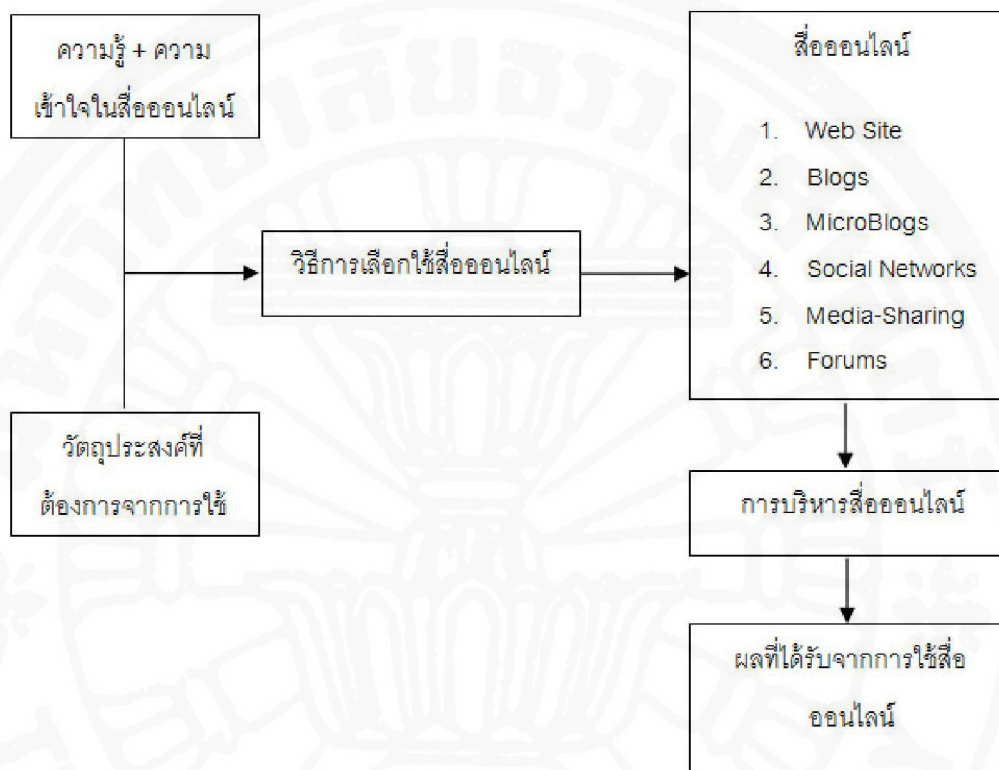 ความรู้ + ความ
เข้าใจในสื่อออนไลน์
วัตถุประสงค์ที่
ต้องการจากการใช้
วิธีการเลือกใช้สื่อออนไลน์
สื่อออนไลน์
1. Web Site
2. Blogs
3. MicroBlogs
4. Social Networks
5. Media-Sharing
6. Forums
การบริหารสื่อออนไลน์
ผลที่ได้รับจากการใช้สื่อ
ออนไลน์